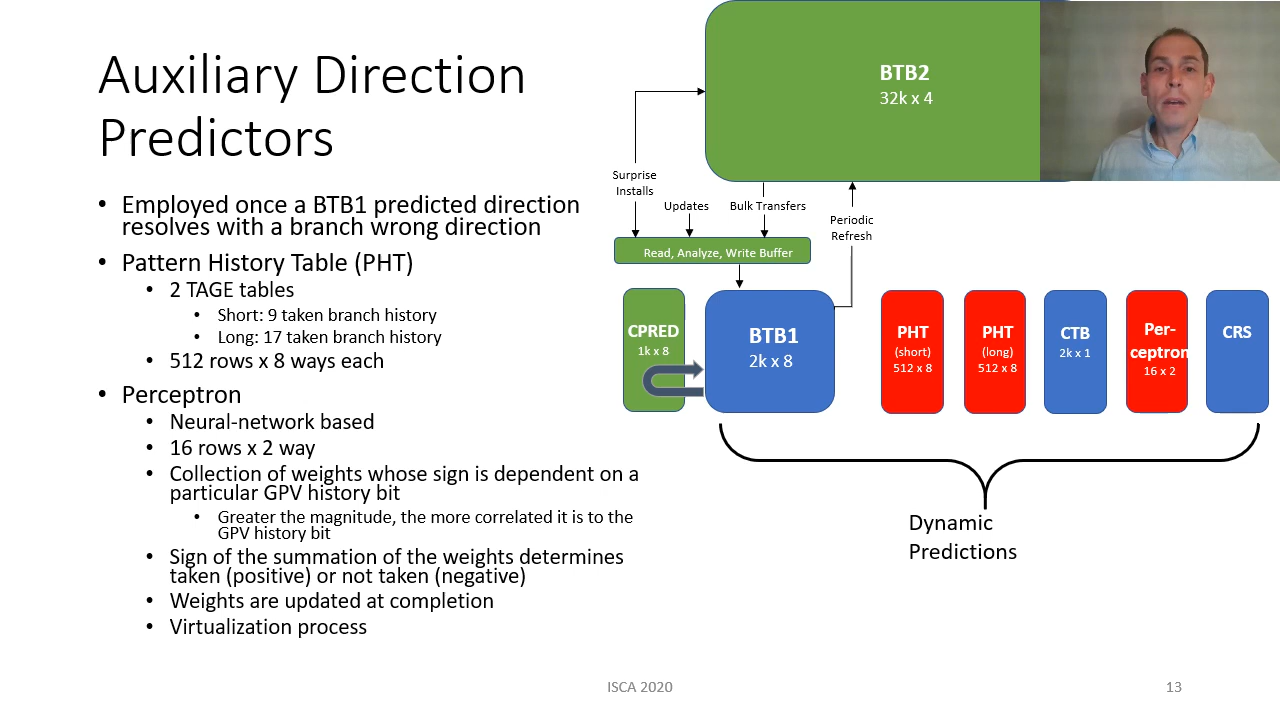 Auxiliary Direction
Predictors
• Employed once a BTB1 predicted direction
resolves with a branch wrong direction
• Pattern History Table (PHT)
• 2 TAGE tables
• Short: 9 taken branch history
• Long: 17 taken branch history
• 512 rows x 8 ways each
• Perceptron
• Neural-network based
• 16 rows x 2 way
• Collection of weights whose sign is dependent on a
particular GPV history bit
• Greater the magnitude, the more correlated it is to the
GPV history bit
• Sign of the summation of the weights determines
taken (positive) or not taken (negative)
• Weights are updated at completion
• Virtualization process
BTB2
32k x 4
Surprise
Installs
Updates
Bulk Transfers
Periodic
Refresh
Read, Analyze, Write Buffer
CPRED
1k x 8
BTB1
2k x 8
PHT
(short)
512 x 8
PHT
(long)
512 x 8
CTB
2k x 1
Per-
ceptron
16 x 2
CRS
Dynamic
Predictions
ISCA 2020
13